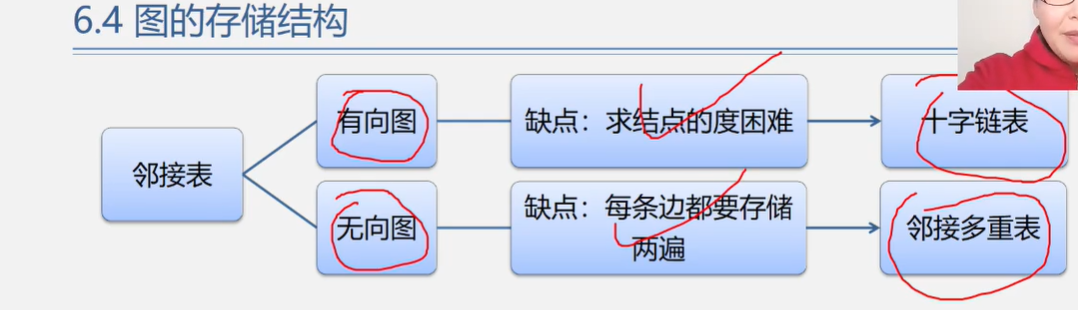 6.4 图的存储结构
邻接表
有向图
缺点：求结点的度困难
十字链表
无向图
缺点：每条边都要存储
两遍
邻接多重表